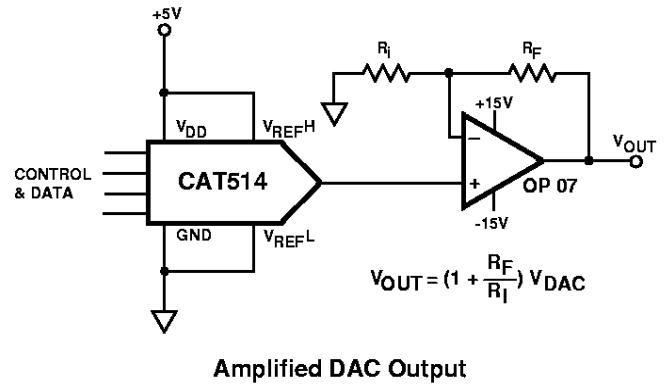 +5V
Ri
RF
+15V
VDD
VREFH
VOUT
CONTROL
& DATA
CAT514
–
+
OP 07
GND
VREFL
-15V
VOUT = (1 + RF/RI) VDAC
Amplified DAC Output